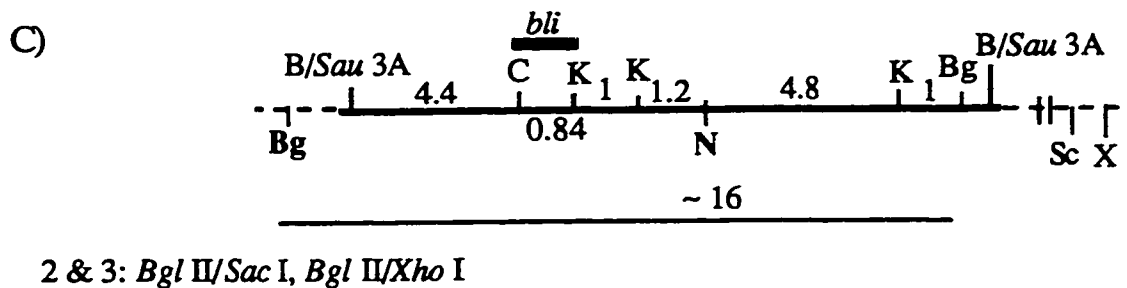 C)
bli
B/Sau 3A
C
K
K
K
Bg
B/Sau 3A
4.4
1
1.2
4.8
1
0.84
Bg
N
Sc
X
~ 16
2 & 3: Bgl II/Sac I, Bgl II/Xho I